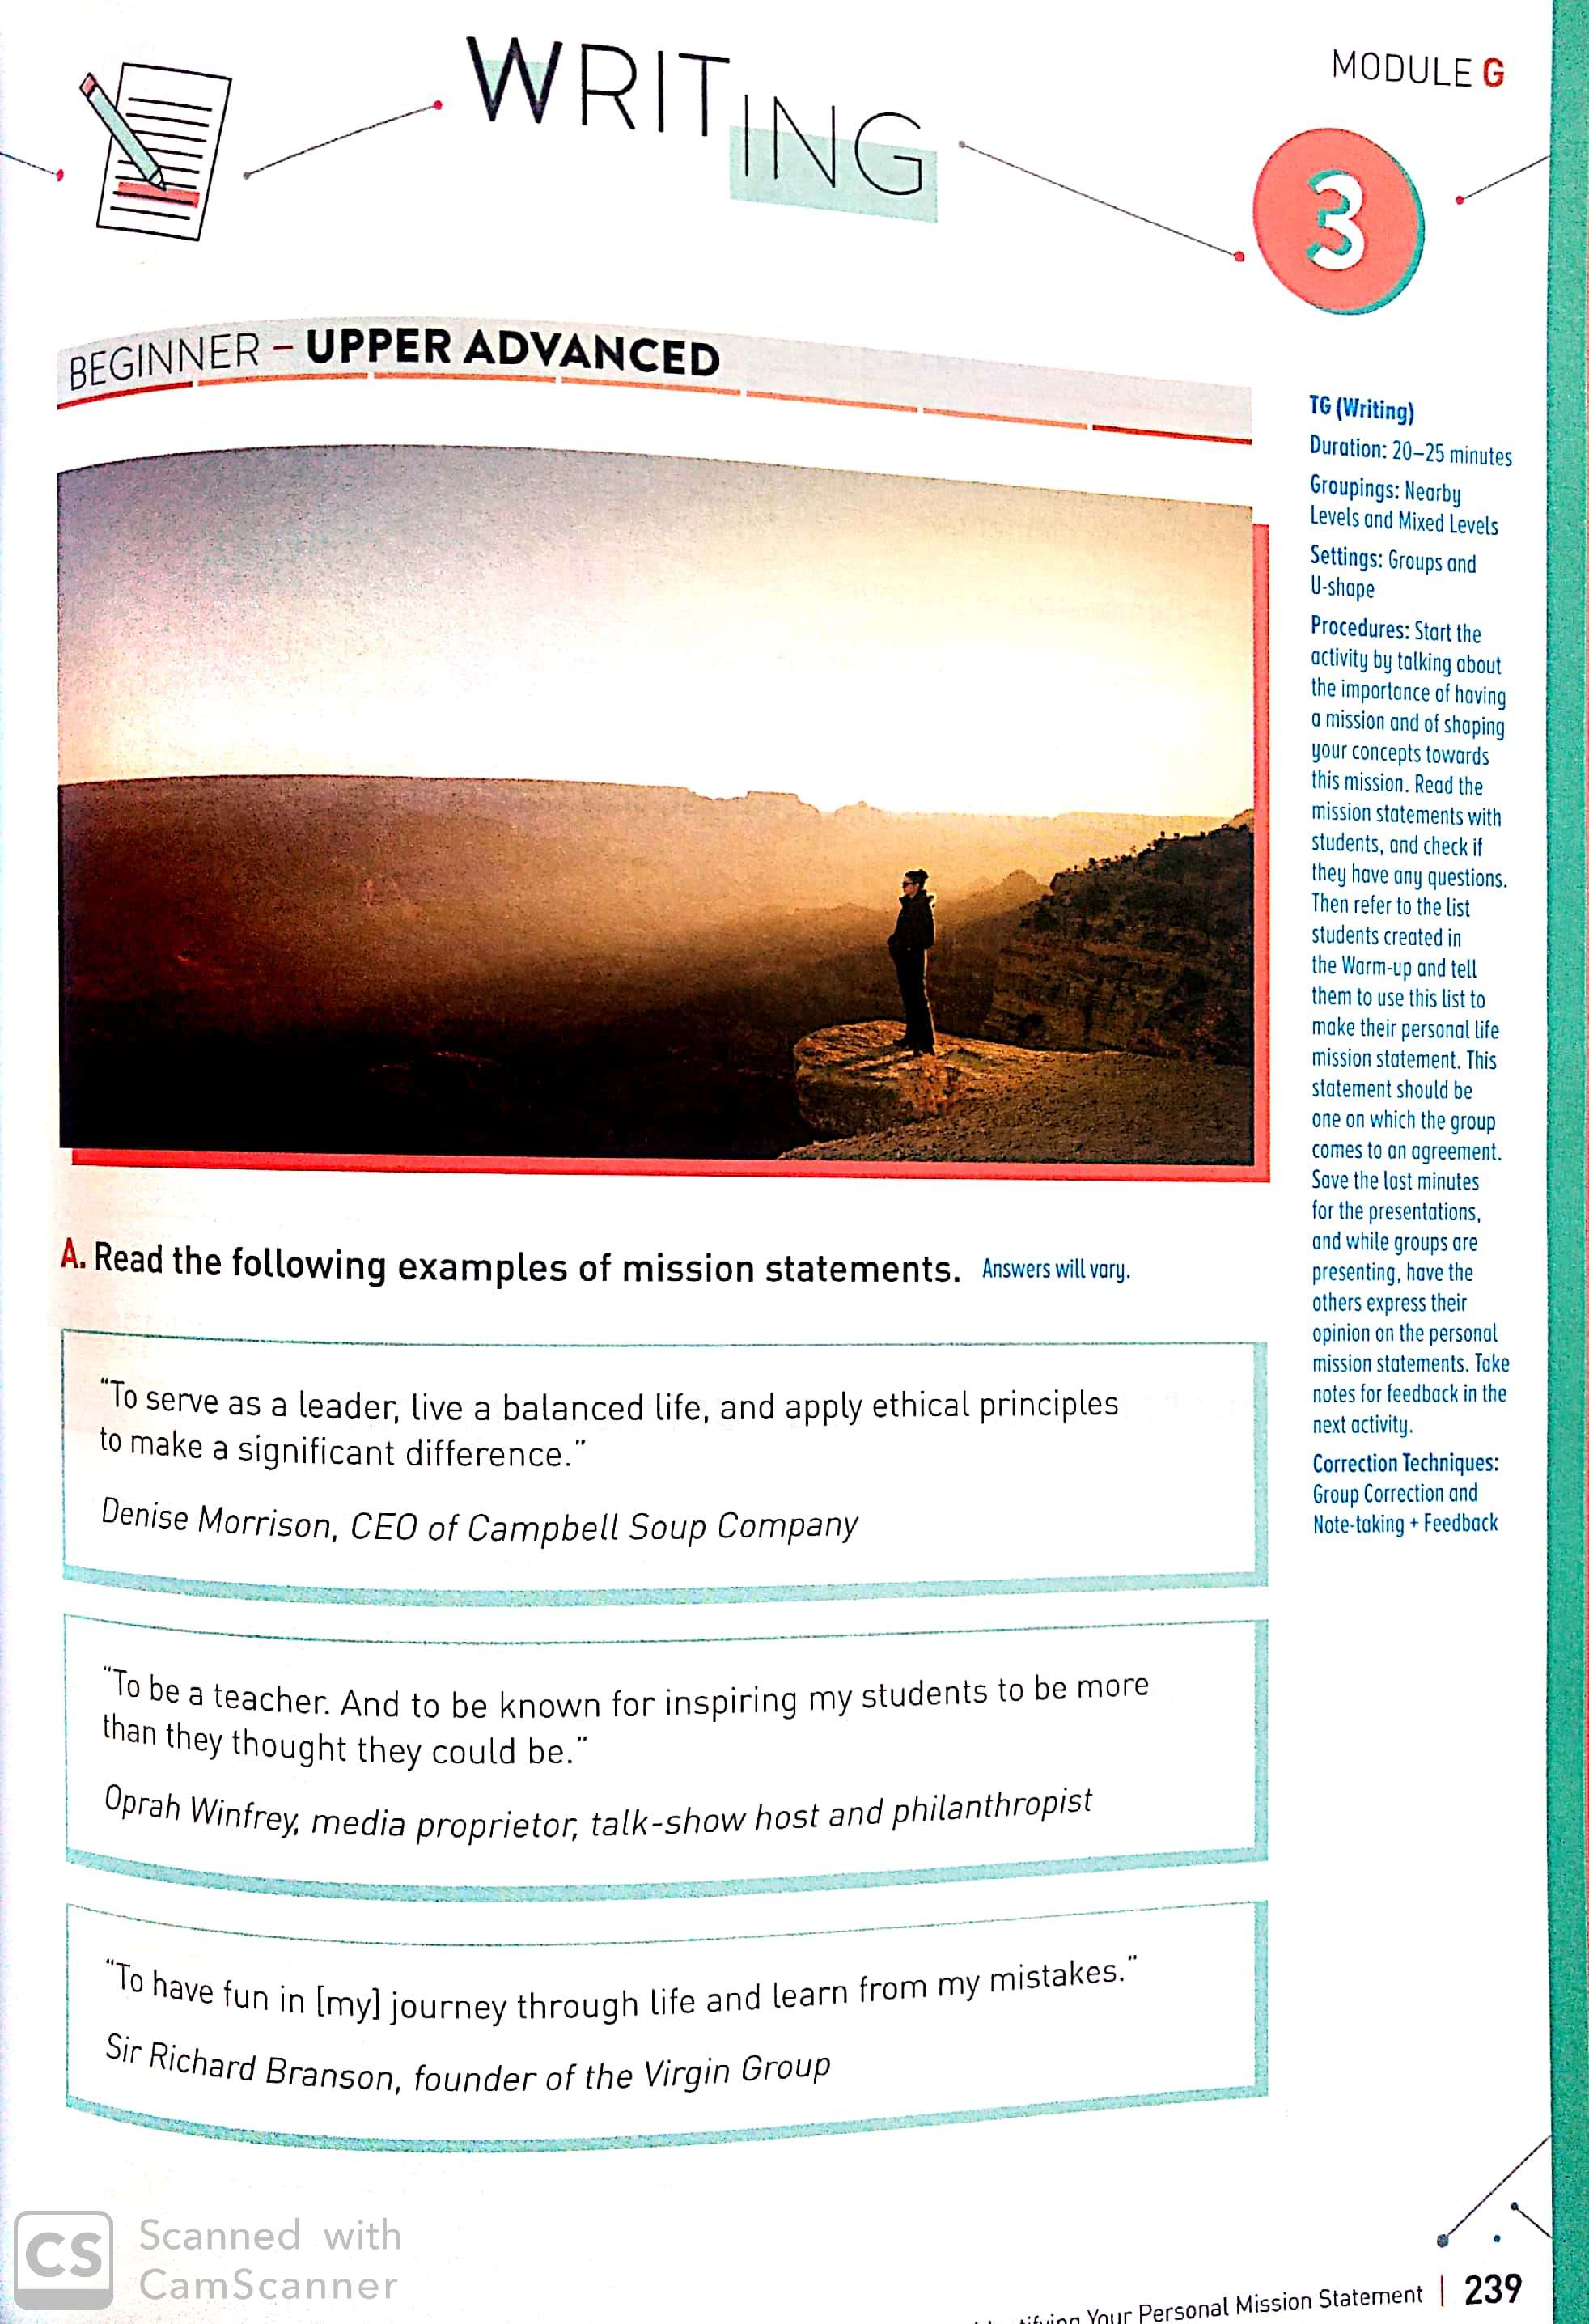 WRITING
MODULE G
3
BEGINNER – UPPER ADVANCED
TG (Writing)
Duration: 20–25 minutes
Groupings: Nearby
Levels and Mixed Levels
Settings: Groups and
U-shape
Procedures: Start the
activity by talking about
the importance of having
a mission and of shaping
your concepts towards
this mission. Read the
mission statements with
students, and check if
they have any questions.
Then refer to the list
students created in
the Warm-up and tell
them to use this list to
make their personal life
mission statement. This
statement should be
one on which the group
comes to an agreement.
Save the last minutes
for the presentations,
and while groups are
presenting, have the
others express their
opinion on the personal
mission statements. Take
notes for feedback in the
next activity.
Correction Techniques:
Group Correction and
Note-taking + Feedback
A. Read the following examples of mission statements. Answers will vary.
"To serve as a leader, live a balanced life, and apply ethical principles
to make a significant difference."
Denise Morrison, CEO of Campbell Soup Company
"To be a teacher. And to be known for inspiring my students to be more
than they thought they could be."
Oprah Winfrey, media proprietor, talk-show host and philanthropist
"To have fun in [my] journey through life and learn from my mistakes."
Sir Richard Branson, founder of the Virgin Group
CS
Scanned with
CamScanner
Your Personal Mission Statement | 239